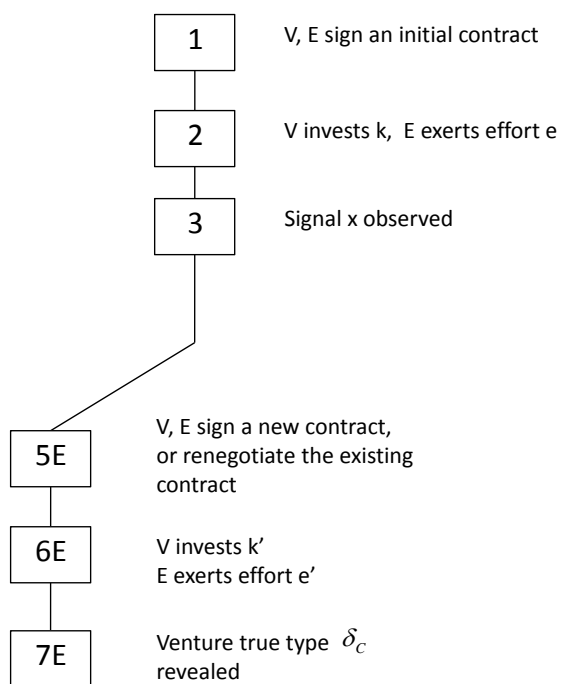 1
V, E sign an initial contract
2
V invests k, E exerts effort e
3
Signal x observed
5E
V, E sign a new contract,
or renegotiate the existing
contract
6E
V invests k’
E exerts effort e’
7E
Venture true type δ_C
revealed